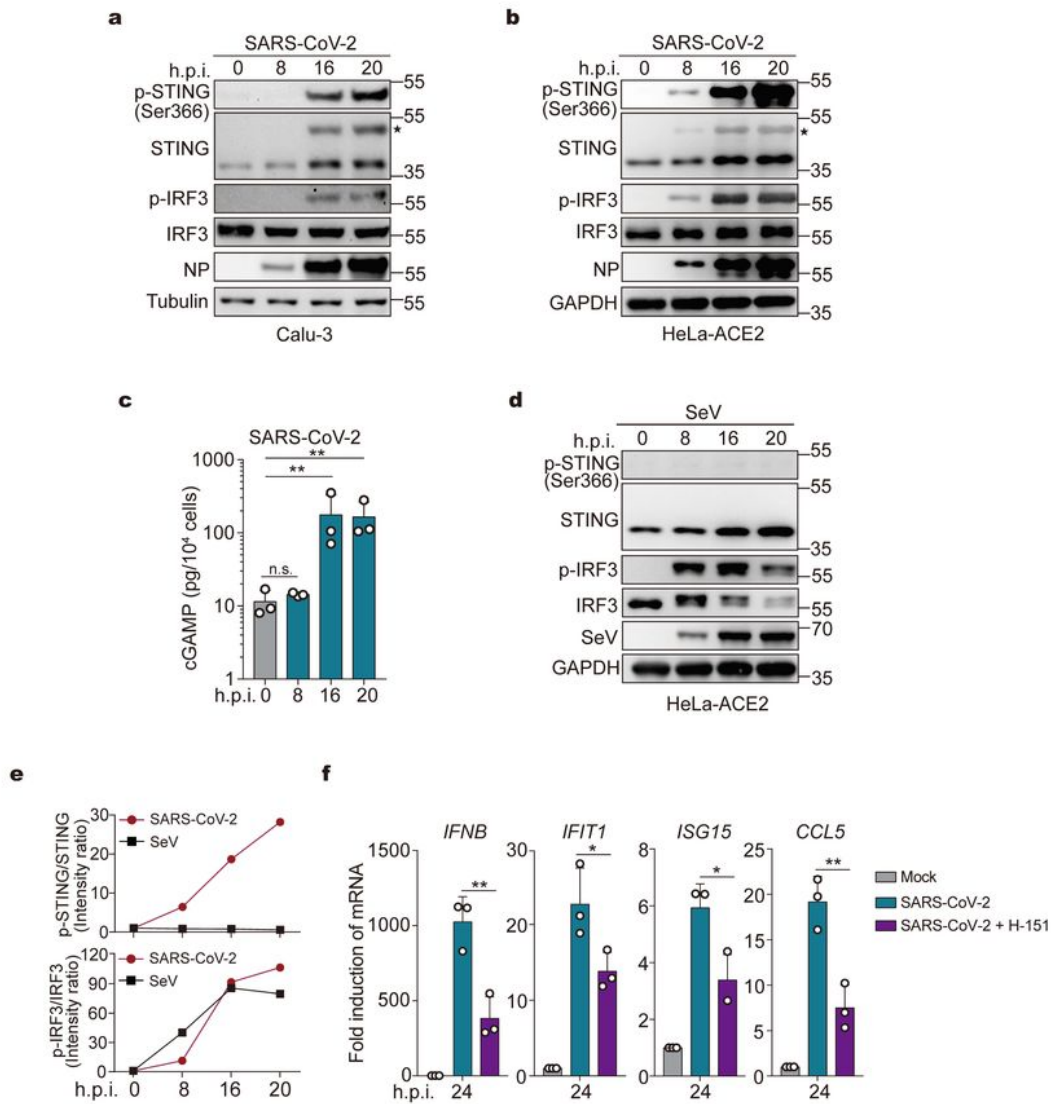 a
SARS-CoV-2
h.p.i. 0 8 16 20
p-STING
(Ser366)
55
STING
55
*
35
p-IRF3
55
IRF3
55
NP
55
Tubulin
55
Calu-3
b
SARS-CoV-2
h.p.i. 0 8 16 20
p-STING
(Ser366)
55
STING
55
*
35
p-IRF3
55
IRF3
55
NP
55
GAPDH
35
HeLa-ACE2
c
SARS-CoV-2
**
**
n.s.
cGAMP (pg/10⁴ cells)
1000
100
10
1
h.p.i. 0 8 16 20
d
SeV
h.p.i. 0 8 16 20
p-STING
(Ser366)
55
STING
55
35
p-IRF3
55
IRF3
55
SeV
70
GAPDH
35
HeLa-ACE2
e
p-STING/STING
(Intensity ratio)
30
20
10
0
SARS-CoV-2
SeV
p-IRF3/IRF3
(Intensity ratio)
120
90
60
30
0
SARS-CoV-2
SeV
h.p.i. 0 8 16 20
f
Fold induction of mRNA
IFNB
1500
1000
500
0
**
h.p.i. 24
IFIT1
30
20
10
0
*
24
ISG15
8
6
4
2
0
*
24
CCL5
25
20
15
10
5
0
**
24
Mock
SARS-CoV-2
SARS-CoV-2 + H-151